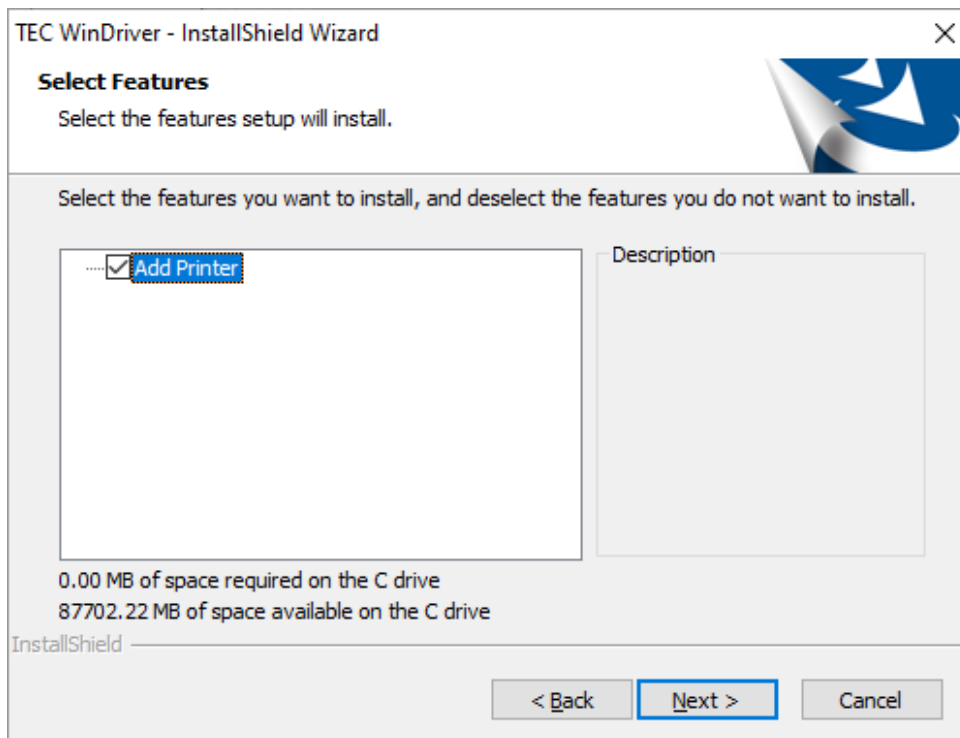 TEC WinDriver - InstallShield Wizard
Select Features
Select the features setup will install.
Select the features you want to install, and deselect the features you do not want to install.
Add Printer
Description
0.00 MB of space required on the C drive
87702.22 MB of space available on the C drive
InstallShield
< Back
Next >
Cancel